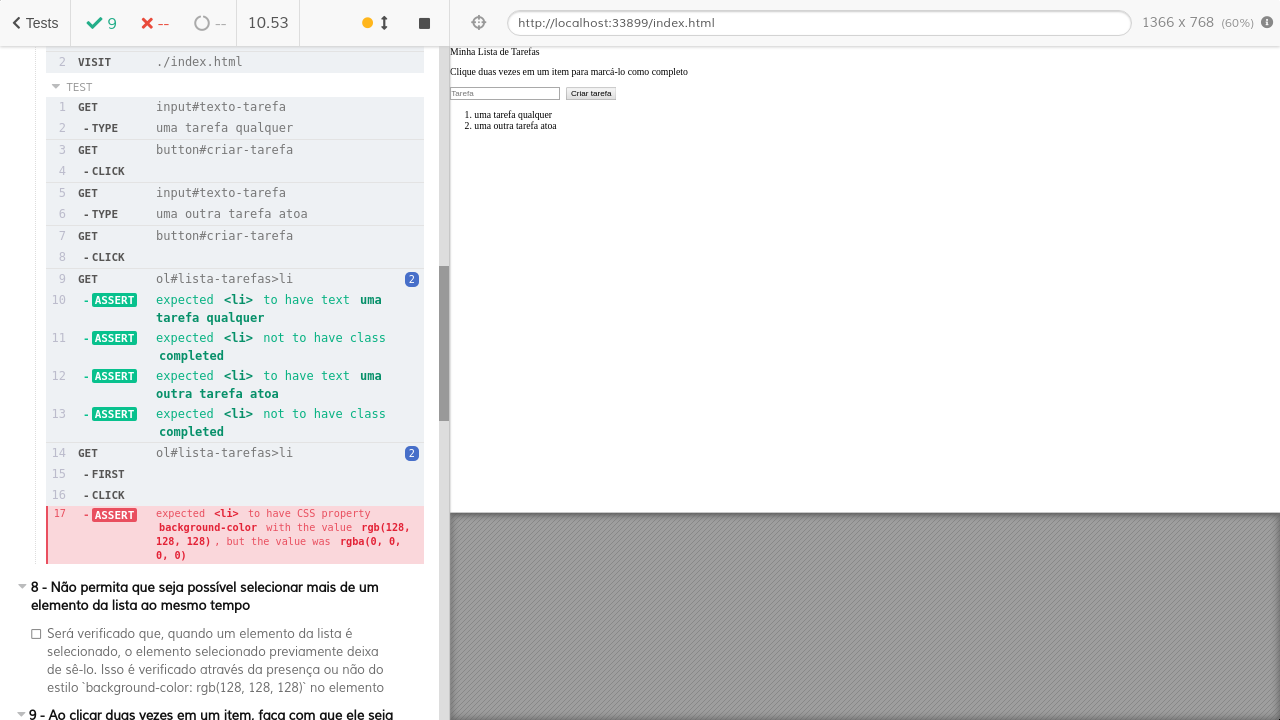 Tests 9 -- -- 10.53 http://localhost:33899/index.html 1366 x 768 (60%)
2 VISIT ./index.html
TEST
1 GET input#texto-tarefa
2 - TYPE uma tarefa qualquer
3 GET button#criar-tarefa
4 - CLICK
5 GET input#texto-tarefa
6 - TYPE uma outra tarefa atoa
7 GET button#criar-tarefa
8 - CLICK
9 GET ol#lista-tarefas>li 2
10 - ASSERT expected <li> to have text uma
tarefa qualquer
11 - ASSERT expected <li> not to have class
completed
12 - ASSERT expected <li> to have text uma
outra tarefa atoa
13 - ASSERT expected <li> not to have class
completed
14 GET ol#lista-tarefas>li 2
15 - FIRST
16 - CLICK
17 - ASSERT expected <li> to have CSS property
background-color with the value rgb(128,
128, 128) , but the value was rgba(0, 0,
0, 0)
8 - Não permita que seja possível selecionar mais de um
elemento da lista ao mesmo tempo
Será verificado que, quando um elemento da lista é
selecionado, o elemento selecionado previamente deixa
de sê-lo. Isso é verificado através da presença ou não do
estilo `background-color: rgb(128, 128, 128)` no elemento
9 - Ao clicar duas vezes em um item, faça com que ele seja
Minha Lista de Tarefas
Clique duas vezes em um item para marcá-lo como completo
Tarefa Criar tarefa
1. uma tarefa qualquer
2. uma outra tarefa atoa